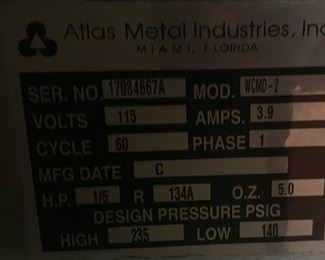 Atlas Metal Industries, Inc
MIAMI, FLORIDA
SER. NO. 17084667A MOD. WCMD-2
VOLTS 115 AMPS. 3.9
CYCLE 60 PHASE 1
MFG DATE C
H.P. 1/5 R 134A O.Z. 5.0
DESIGN PRESSURE PSIG
HIGH 235 LOW 140